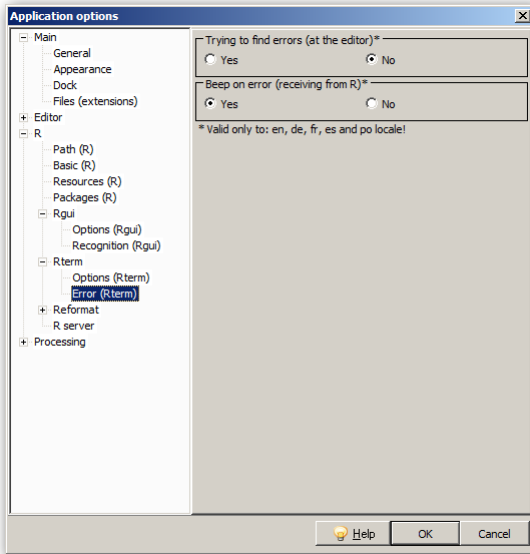 Application options
Main
General
Appearance
Dock
Files (extensions)
Editor
R
Path (R)
Basic (R)
Resources (R)
Packages (R)
Rgui
Options (Rgui)
Recognition (Rgui)
Rterm
Options (Rterm)
Error (Rterm)
Reformat
R server
Processing
Trying to find errors (at the editor)*
Yes No
Beep on error (receiving from R)*
Yes No
* Valid only to: en, de, fr, es and po locale!
Help OK Cancel